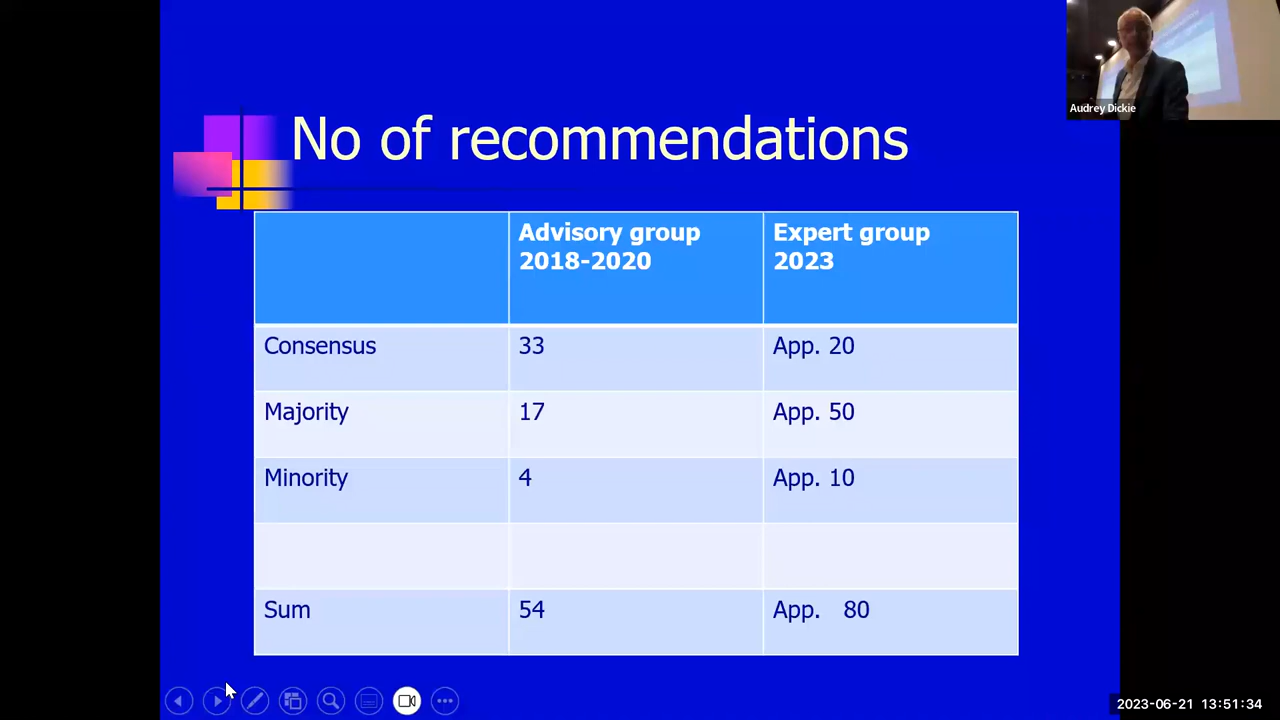 Audrey Dickie
No of recommendations
Advisory group
2018-2020
Expert group
2023
Consensus
33
App. 20
Majority
17
App. 50
Minority
4
App. 10
Sum
54
App. 80
2023-06-21 13:51:34